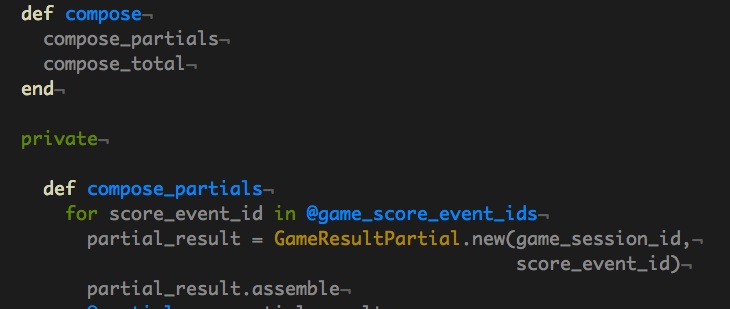 def compose¬
compose_partials¬
compose_total¬
end¬
private¬
def compose_partials¬
for score_event_id in @game_score_event_ids¬
partial_result = GameResultPartial.new(game_session_id,¬
score_event_id)¬
partial_result.assemble¬